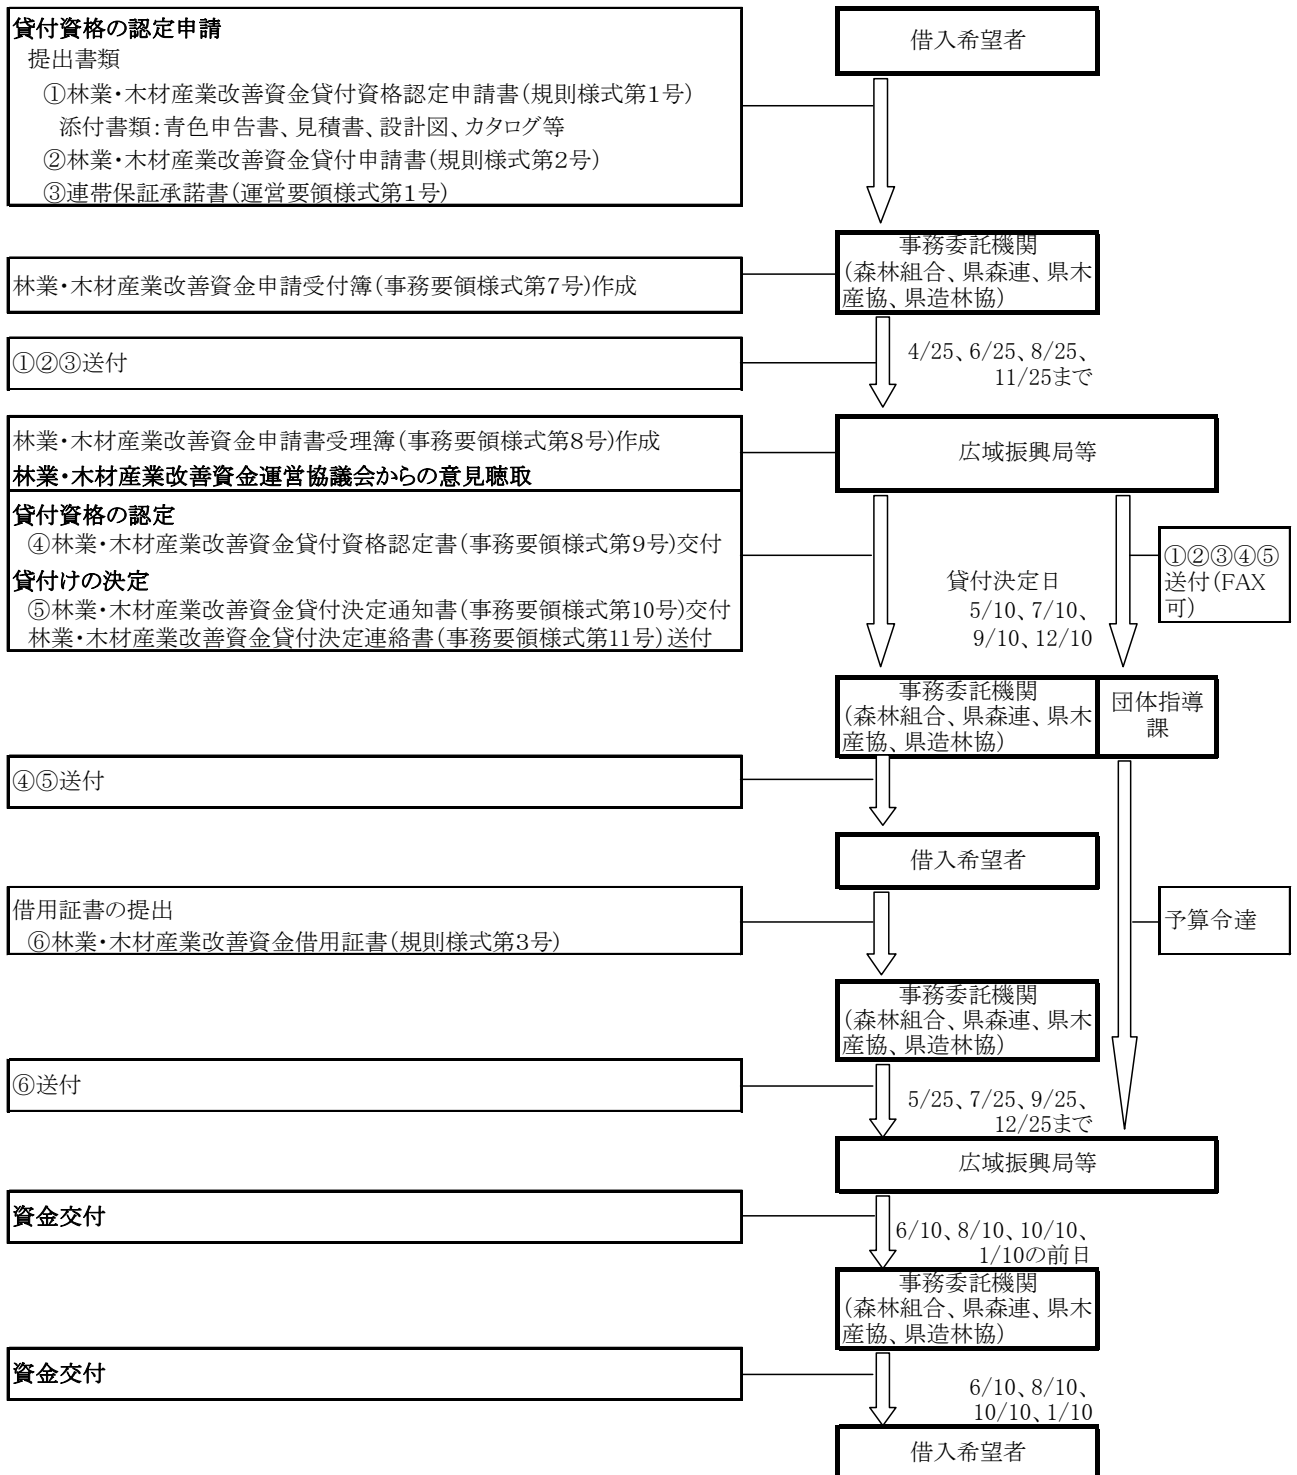 貸付資格の認定申請
提出書類
①林業・木材産業改善資金貸付資格認定申請書(規則様式第1号)
添付書類:青色申告書、見積書、設計図、カタログ等
②林業・木材産業改善資金貸付申請書(規則様式第2号)
③連帯保証承諾書(運営要領様式第1号)
借入希望者
林業・木材産業改善資金申請受付簿(事務要領様式第7号)作成
事務委託機関
(森林組合、県森連、県木
産協、県造林協)
①②③送付
4/25、6/25、8/25、
11/25まで
林業・木材産業改善資金申請書受理簿(事務要領様式第8号)作成
林業・木材産業改善資金運営協議会からの意見聴取
広域振興局等
貸付資格の認定
④林業・木材産業改善資金貸付資格認定書(事務要領様式第9号)交付
貸付けの決定
⑤林業・木材産業改善資金貸付決定通知書(事務要領様式第10号)交付
林業・木材産業改善資金貸付決定連絡書(事務要領様式第11号)送付
貸付決定日
5/10、7/10、
9/10、12/10
①②③④⑤
送付(FAX
可)
事務委託機関
(森林組合、県森連、県木
産協、県造林協)
団体指導
課
④⑤送付
借入希望者
借用証書の提出
⑥林業・木材産業改善資金借用証書(規則様式第3号)
予算令達
事務委託機関
(森林組合、県森連、県木
産協、県造林協)
⑥送付
5/25、7/25、9/25、
12/25まで
広域振興局等
資金交付
6/10、8/10、10/10、
1/10の前日
事務委託機関
(森林組合、県森連、県木
産協、県造林協)
資金交付
6/10、8/10、
10/10、1/10
借入希望者